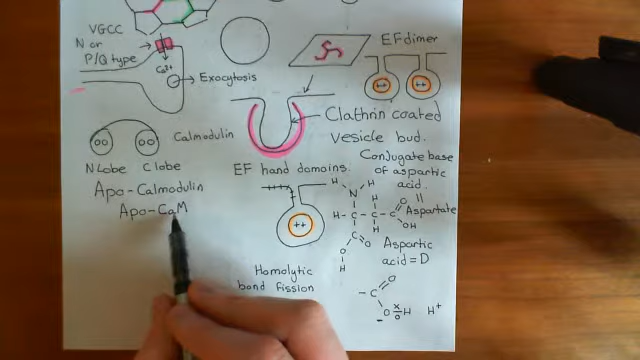 VGCC
N or
P/Q type
Ca²⁺
Exocytosis
EF dimer
++
++
Clathrin coated
vesicle bud.
Calmodulin
N Lobe C lobe
Apo-Calmodulin
Apo-CaM
EF hand domains.
++
Conjugate base
of aspartic
acid.
=
Aspartate
H H
N
H-C-C-C
O
OH
H
C
O
O
H
Aspartic
acid = D
Homolytic
bond fission
-C
O
O H
-
H⁺